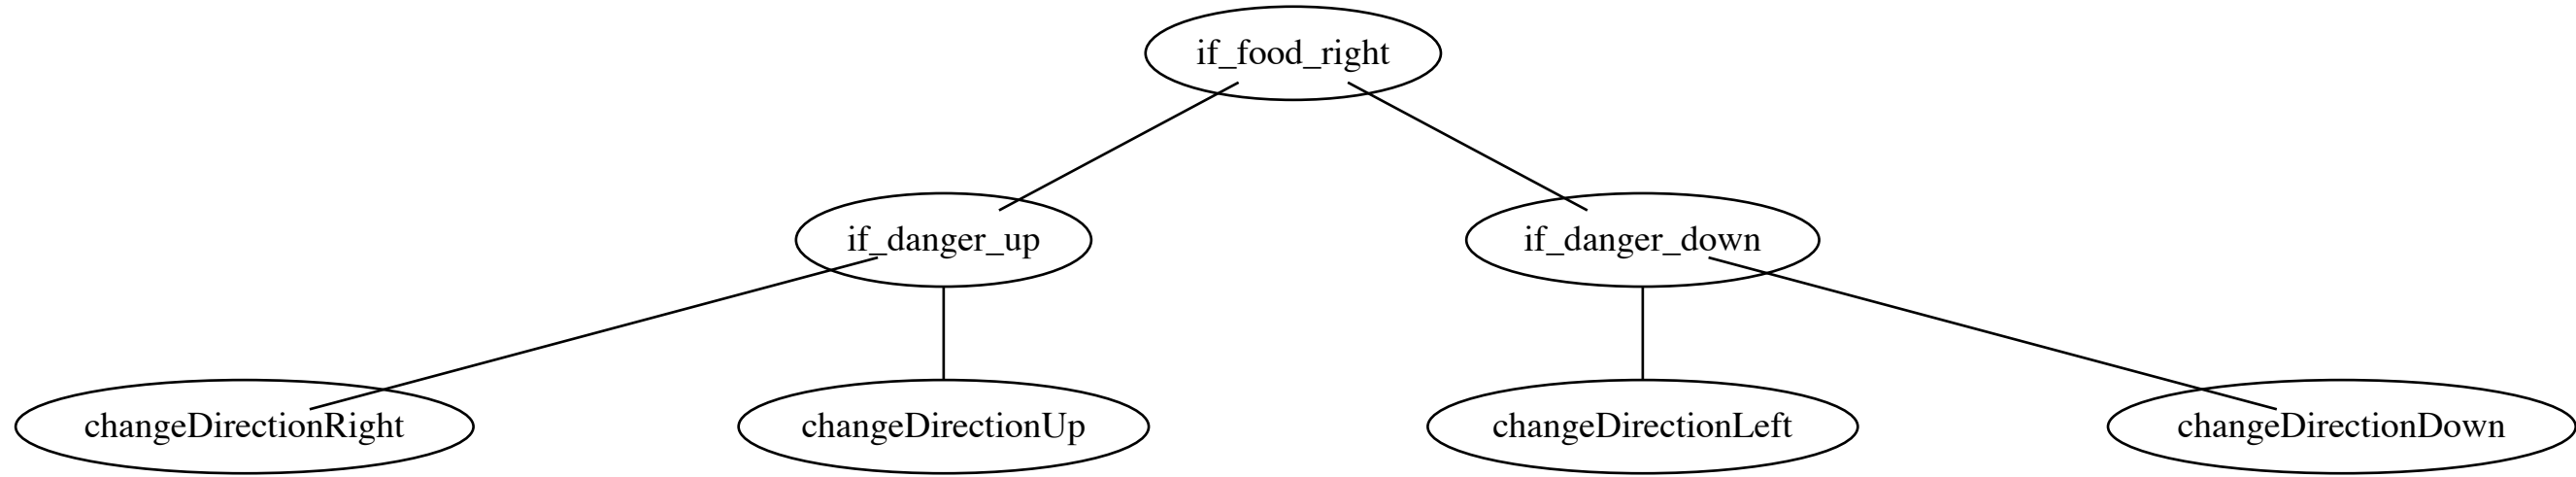 if_food_right
if_danger_up
if_danger_down
changeDirectionRight
changeDirectionUp
changeDirectionLeft
changeDirectionDown